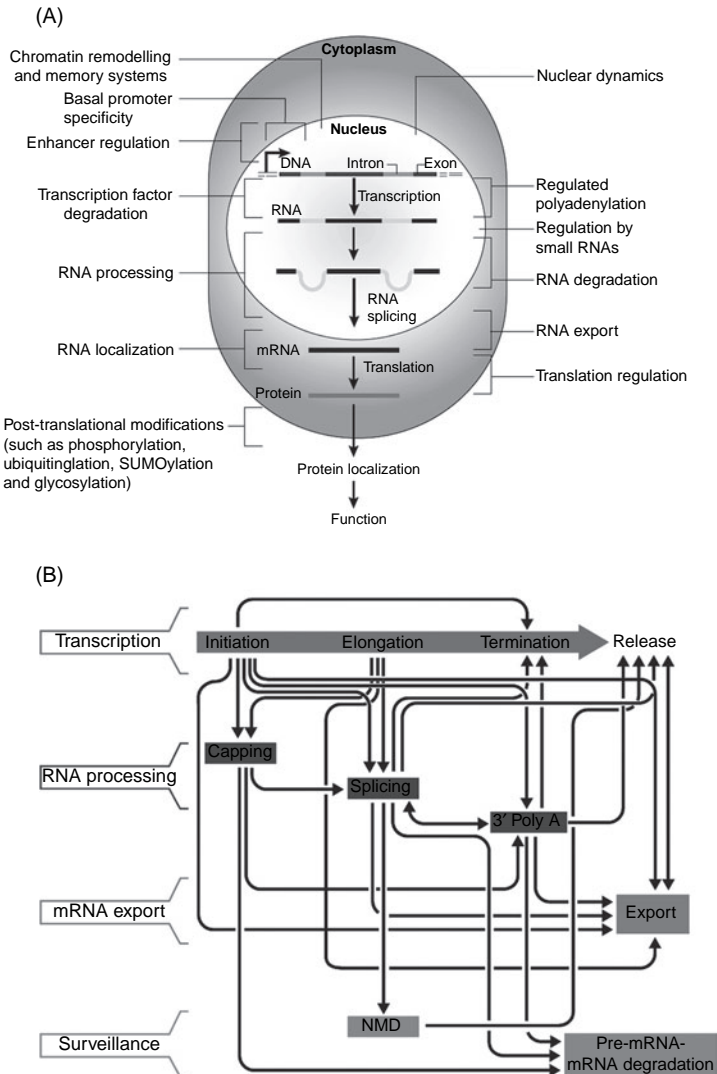 (A)
Cytoplasm
Chromatin remodelling
and memory systems
Nuclear dynamics
Basal promoter
specificity
Nucleus
Enhancer regulation
DNA
Intron
Exon
Transcription factor
degradation
Transcription
Regulated
polyadenylation
RNA
Regulation by
small RNAs
RNA processing
RNA degradation
RNA
splicing
RNA export
RNA localization
mRNA
Translation
Translation regulation
Protein
Post-translational modifications
(such as phosphorylation,
ubiquitinglation, SUMOylation
and glycosylation)
Protein localization
Function
(B)
Transcription
Initiation
Elongation
Termination
Release
Capping
RNA processing
Splicing
3′ Poly A
mRNA export
Export
NMD
Surveillance
Pre-mRNA-
mRNA degradation